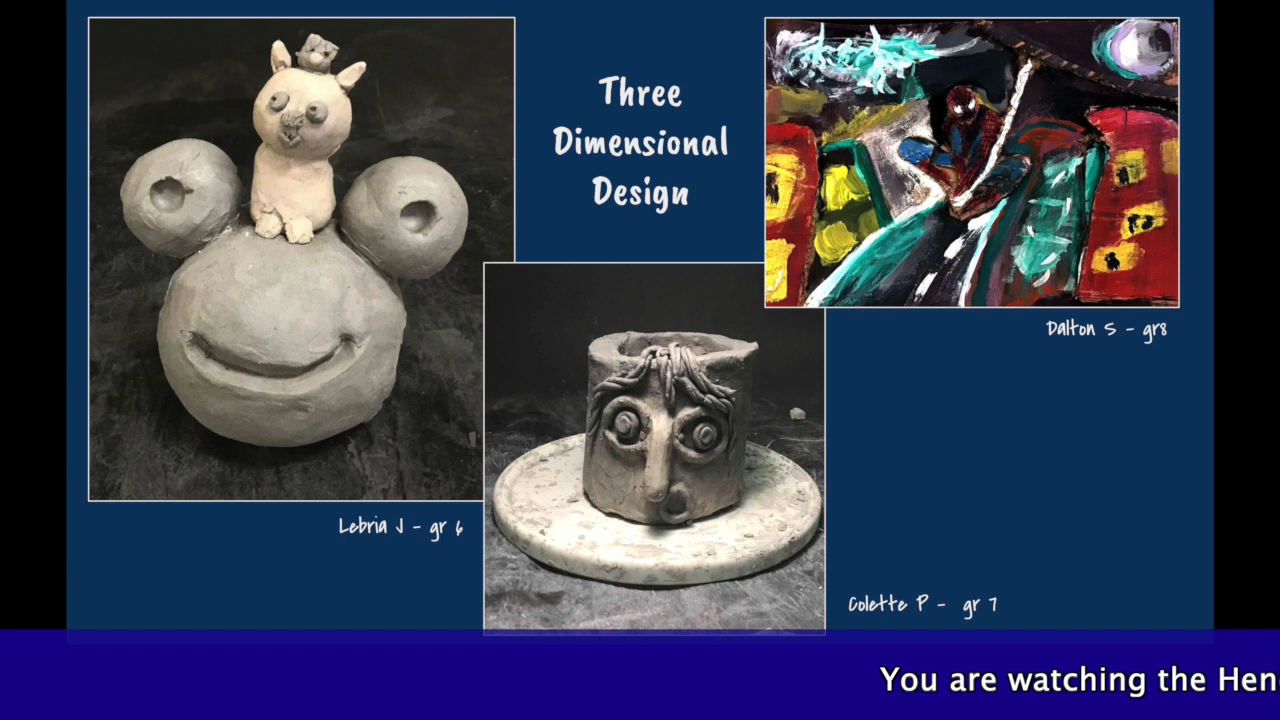 Three
Dimensional
Design
Dalton S - gr8
Lebria J - gr 6
Colette P - gr 7
You are watching the Hen